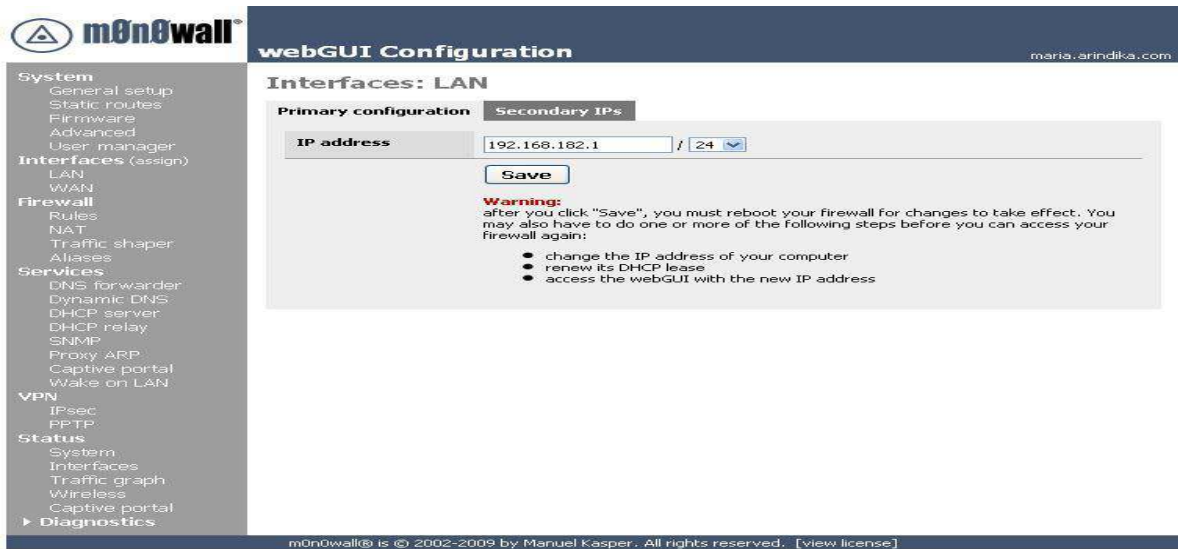 m0n0wall®
webGUI Configuration
maria.arindika.com
System
General setup
Static routes
Firmware
Advanced
User manager
Interfaces (assign)
LAN
WAN
Firewall
Rules
NAT
Traffic shaper
Aliases
Services
DNS forwarder
Dynamic DNS
DHCP server
DHCP relay
SNMP
Proxy ARP
Captive portal
Wake on LAN
VPN
IPsec
PPTP
Status
System
Interfaces
Traffic graph
Wireless
Captive portal
Diagnostics
Interfaces: LAN
Primary configuration Secondary IPs
IP address 192.168.182.1 / 24
Save
Warning:
after you click "Save", you must reboot your firewall for changes to take effect. You
may also have to do one or more of the following steps before you can access your
firewall again:
change the IP address of your computer
renew its DHCP lease
access the webGUI with the new IP address
m0n0wall® is © 2002-2009 by Manuel Kasper. All rights reserved. [view license]